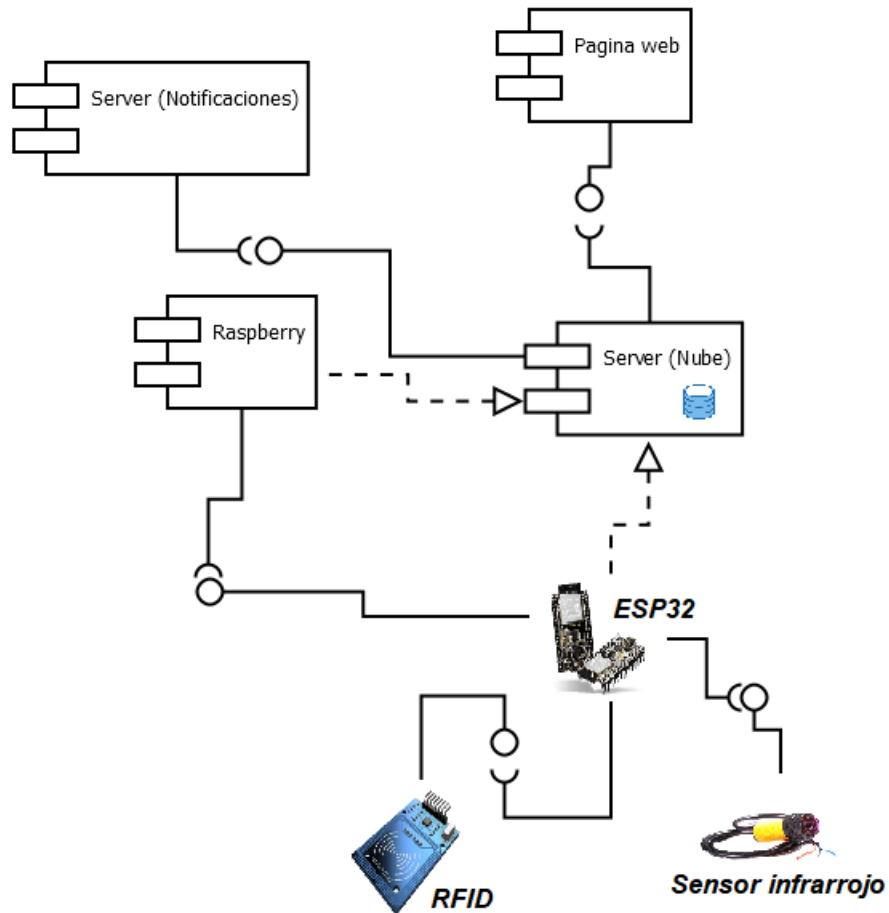 Pagina web
Server (Notificaciones)
Raspberry
Server (Nube)
ESP32
RFID
Sensor infrarrojo